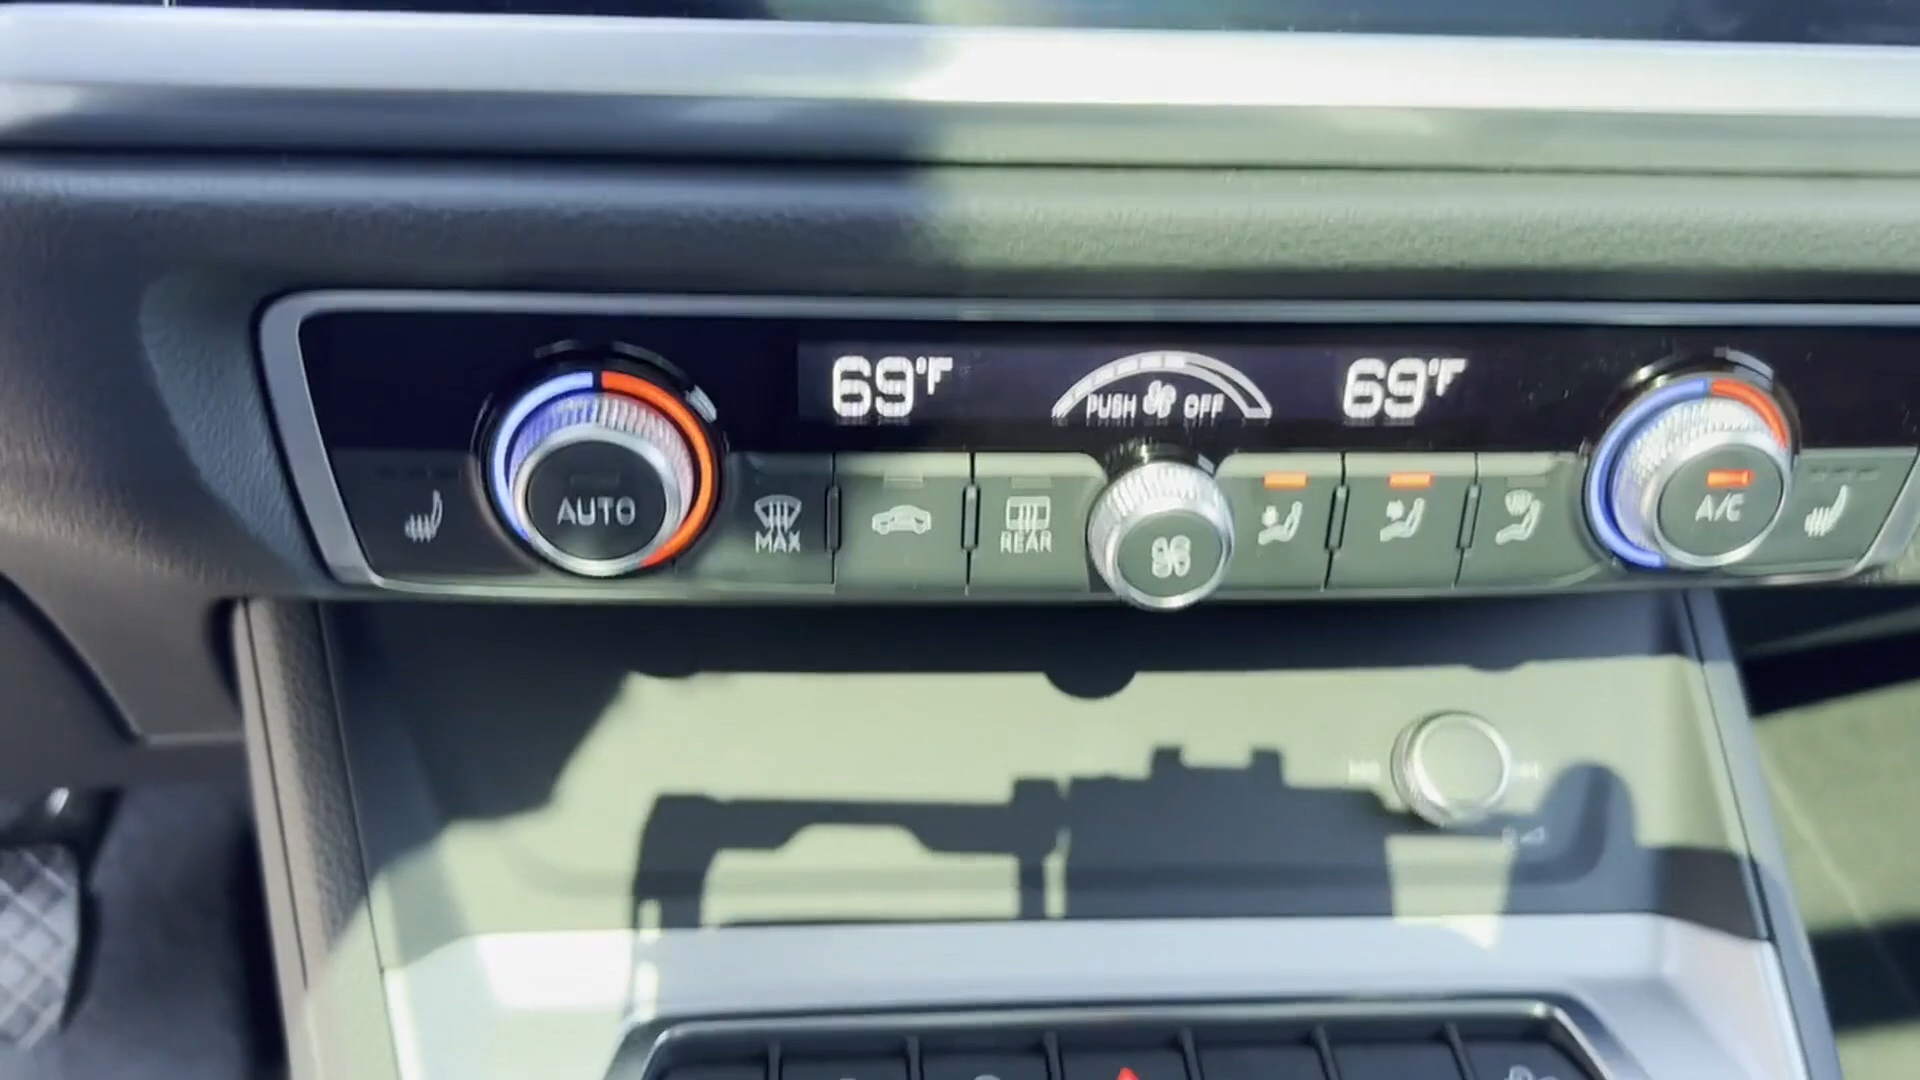 69°F
PUSH OFF
69°F
AUTO
MAX
REAR
A/C